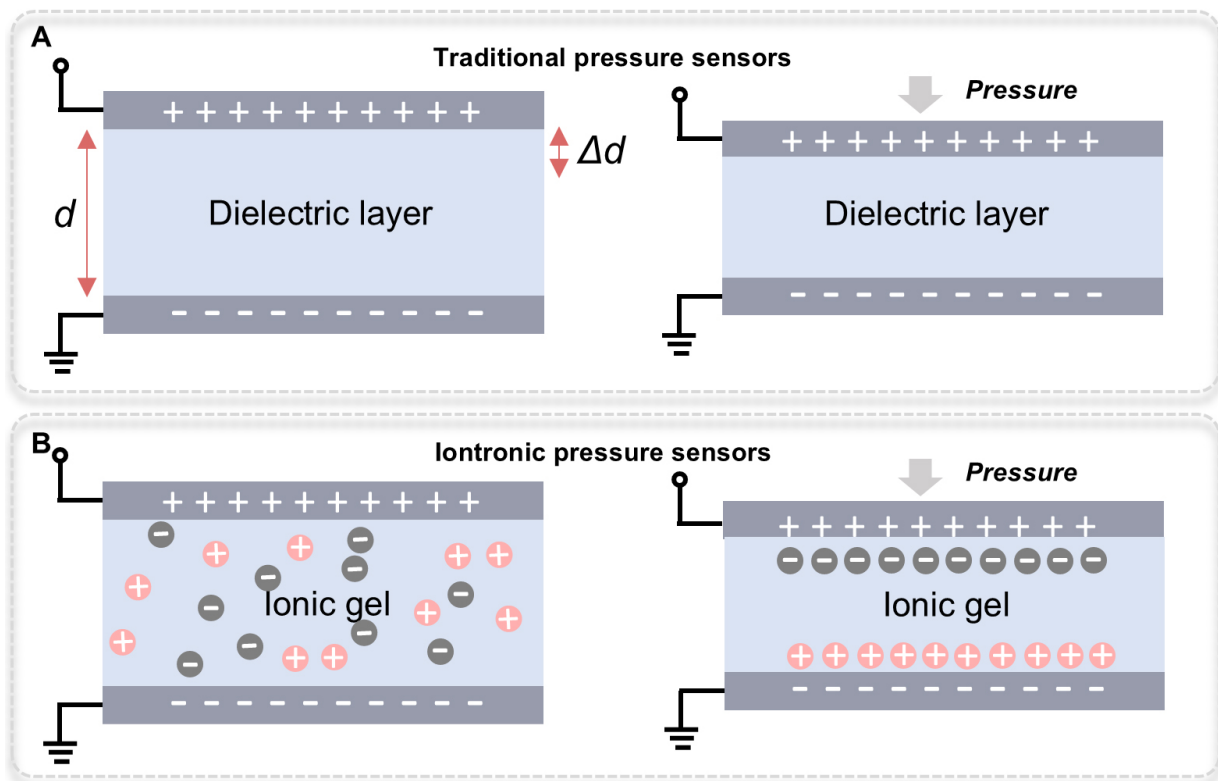 A
Traditional pressure sensors
Pressure
+ + + + + + + + + +
+ + + + + + + + + +
d
Δd
Dielectric layer
Dielectric layer
- - - - - - - - - -
- - - - - - - - - -
B
Iontronic pressure sensors
Pressure
+ + + + + + + + + +
+ + + + + + + + + +
Ionic gel
Ionic gel
- - - - - - - - - -
- - - - - - - - - -